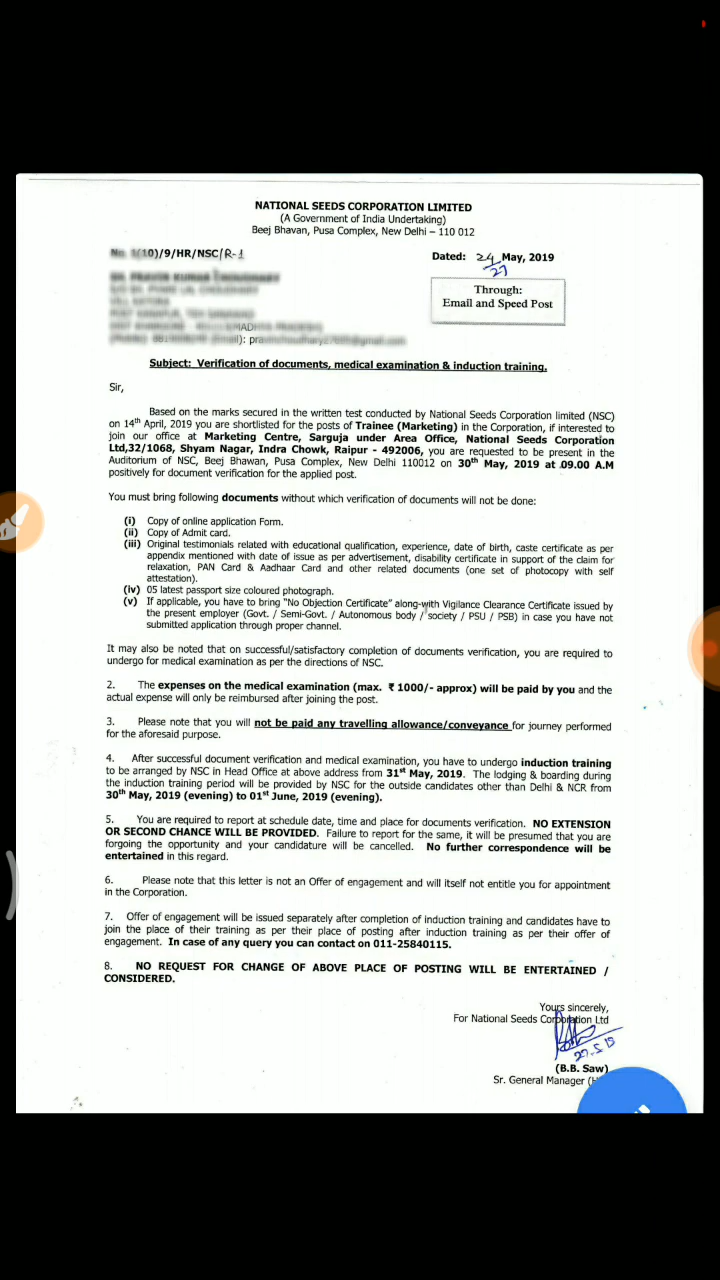 NATIONAL SEEDS CORPORATION LIMITED
(A Government of India Undertaking)
Beej Bhavan, Pusa Complex, New Delhi – 110 012
No. 1(10)/9/HR/NSC/R-1
Dated: 24 May, 2019
27
Through:
Email and Speed Post
Subject: Verification of documents, medical examination & induction training.
Sir,
Based on the marks secured in the written test conducted by National Seeds Corporation limited (NSC)
on 14th April, 2019 you are shortlisted for the posts of Trainee (Marketing) in the Corporation, if interested to
join our office at Marketing Centre, Sarguja under Area Office, National Seeds Corporation
Ltd,32/1068, Shyam Nagar, Indra Chowk, Raipur - 492006, you are requested to be present in the
Auditorium of NSC, Beej Bhawan, Pusa Complex, New Delhi 110012 on 30th May, 2019 at 09.00 A.M
positively for document verification for the applied post.
You must bring following documents without which verification of documents will not be done:
(i) Copy of online application Form.
(ii) Copy of Admit card.
(iii) Original testimonials related with educational qualification, experience, date of birth, caste certificate as per
appendix mentioned with date of issue as per advertisement, disability certificate in support of the claim for
relaxation, PAN Card & Aadhaar Card and other related documents (one set of photocopy with self
attestation).
(iv) 05 latest passport size coloured photograph.
(v) If applicable, you have to bring "No Objection Certificate" along-with Vigilance Clearance Certificate issued by
the present employer (Govt. / Semi-Govt. / Autonomous body / society / PSU / PSB) in case you have not
submitted application through proper channel.
It may also be noted that on successful/satisfactory completion of documents verification, you are required to
undergo for medical examination as per the directions of NSC.
2. The expenses on the medical examination (max. ₹ 1000/- approx) will be paid by you and the
actual expense will only be reimbursed after joining the post.
3. Please note that you will not be paid any travelling allowance/conveyance for journey performed
for the aforesaid purpose.
4. After successful document verification and medical examination, you have to undergo induction training
to be arranged by NSC in Head Office at above address from 31st May, 2019. The lodging & boarding during
the induction training period will be provided by NSC for the outside candidates other than Delhi & NCR from
30th May, 2019 (evening) to 01st June, 2019 (evening).
5. You are required to report at schedule date, time and place for documents verification. NO EXTENSION
OR SECOND CHANCE WILL BE PROVIDED. Failure to report for the same, it will be presumed that you are
forgoing the opportunity and your candidature will be cancelled. No further correspondence will be
entertained in this regard.
6. Please note that this letter is not an Offer of engagement and will itself not entitle you for appointment
in the Corporation.
7. Offer of engagement will be issued separately after completion of induction training and candidates have to
join the place of their training as per their place of posting after induction training as per their offer of
engagement. In case of any query you can contact on 011-25840115.
8. NO REQUEST FOR CHANGE OF ABOVE PLACE OF POSTING WILL BE ENTERTAINED /
CONSIDERED.
Yours sincerely,
For National Seeds Corporation Ltd
27.5.19
(B.B. Saw)
Sr. General Manager